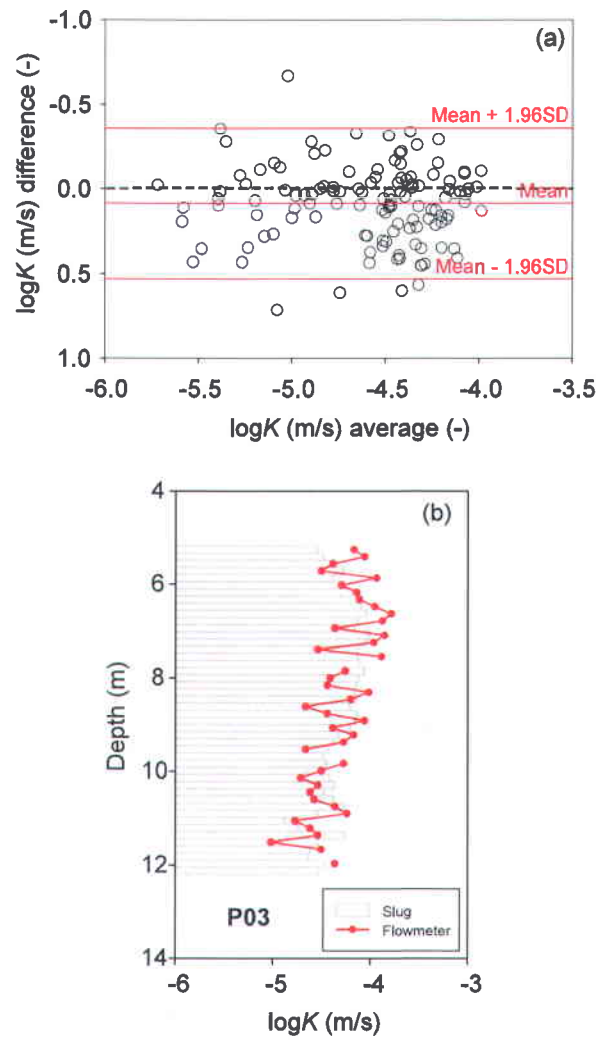 (a)
logK (m/s) difference (-)
-1.0
-0.5
0.0
0.5
1.0
Mean + 1.96SD
Mean
Mean - 1.96SD
-6.0 -5.5 -5.0 -4.5 -4.0 -3.5
logK (m/s) average (-)
(b)
Depth (m)
4
6
8
10
12
14
P03
Slug
Flowmeter
-6 -5 -4 -3
logK (m/s)